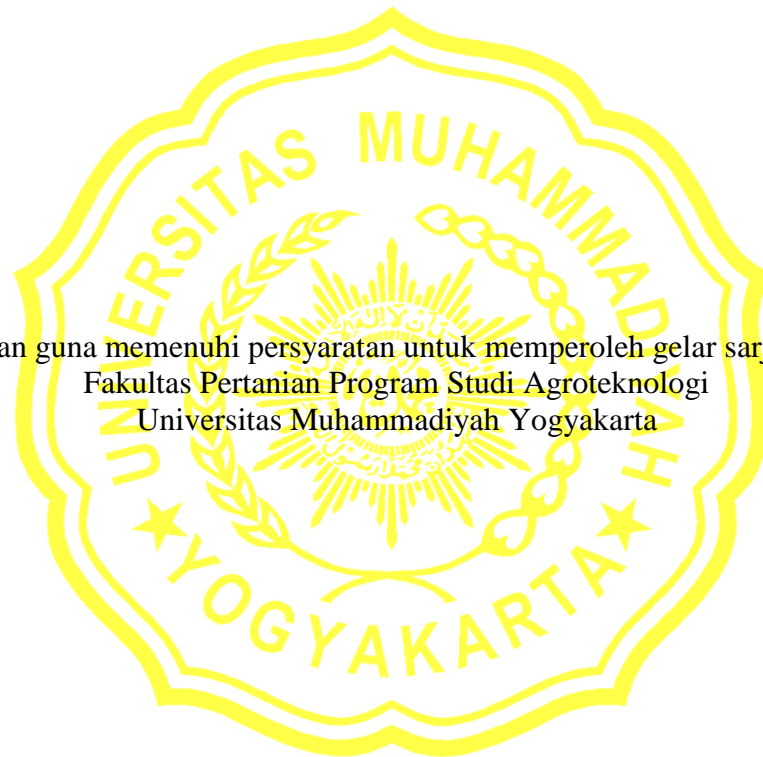 UNIVERSITAS MUHAMMADIYAH
an guna memenuhi persyaratan untuk memperoleh gelar sarj
Fakultas Pertanian Program Studi Agroteknologi
Universitas Muhammadiyah Yogyakarta
YOGYAKARTA